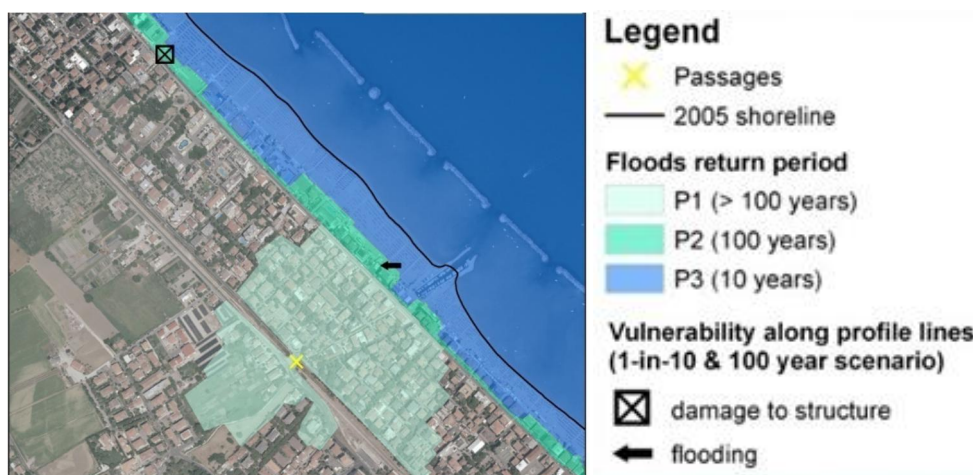 Legend
Passages
2005 shoreline
Floods return period
P1 (> 100 years)
P2 (100 years)
P3 (10 years)
Vulnerability along profile lines
(1-in-10 & 100 year scenario)
damage to structure
flooding